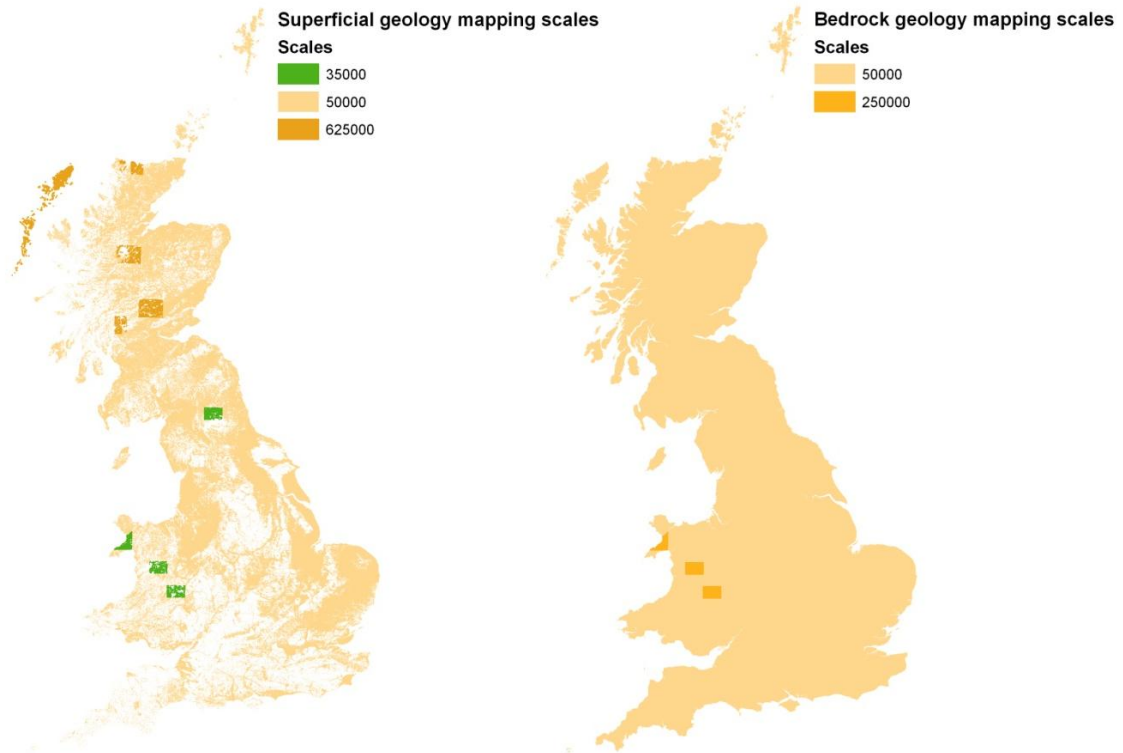 Superficial geology mapping scales
Scales
35000
50000
625000
Bedrock geology mapping scales
Scales
50000
250000